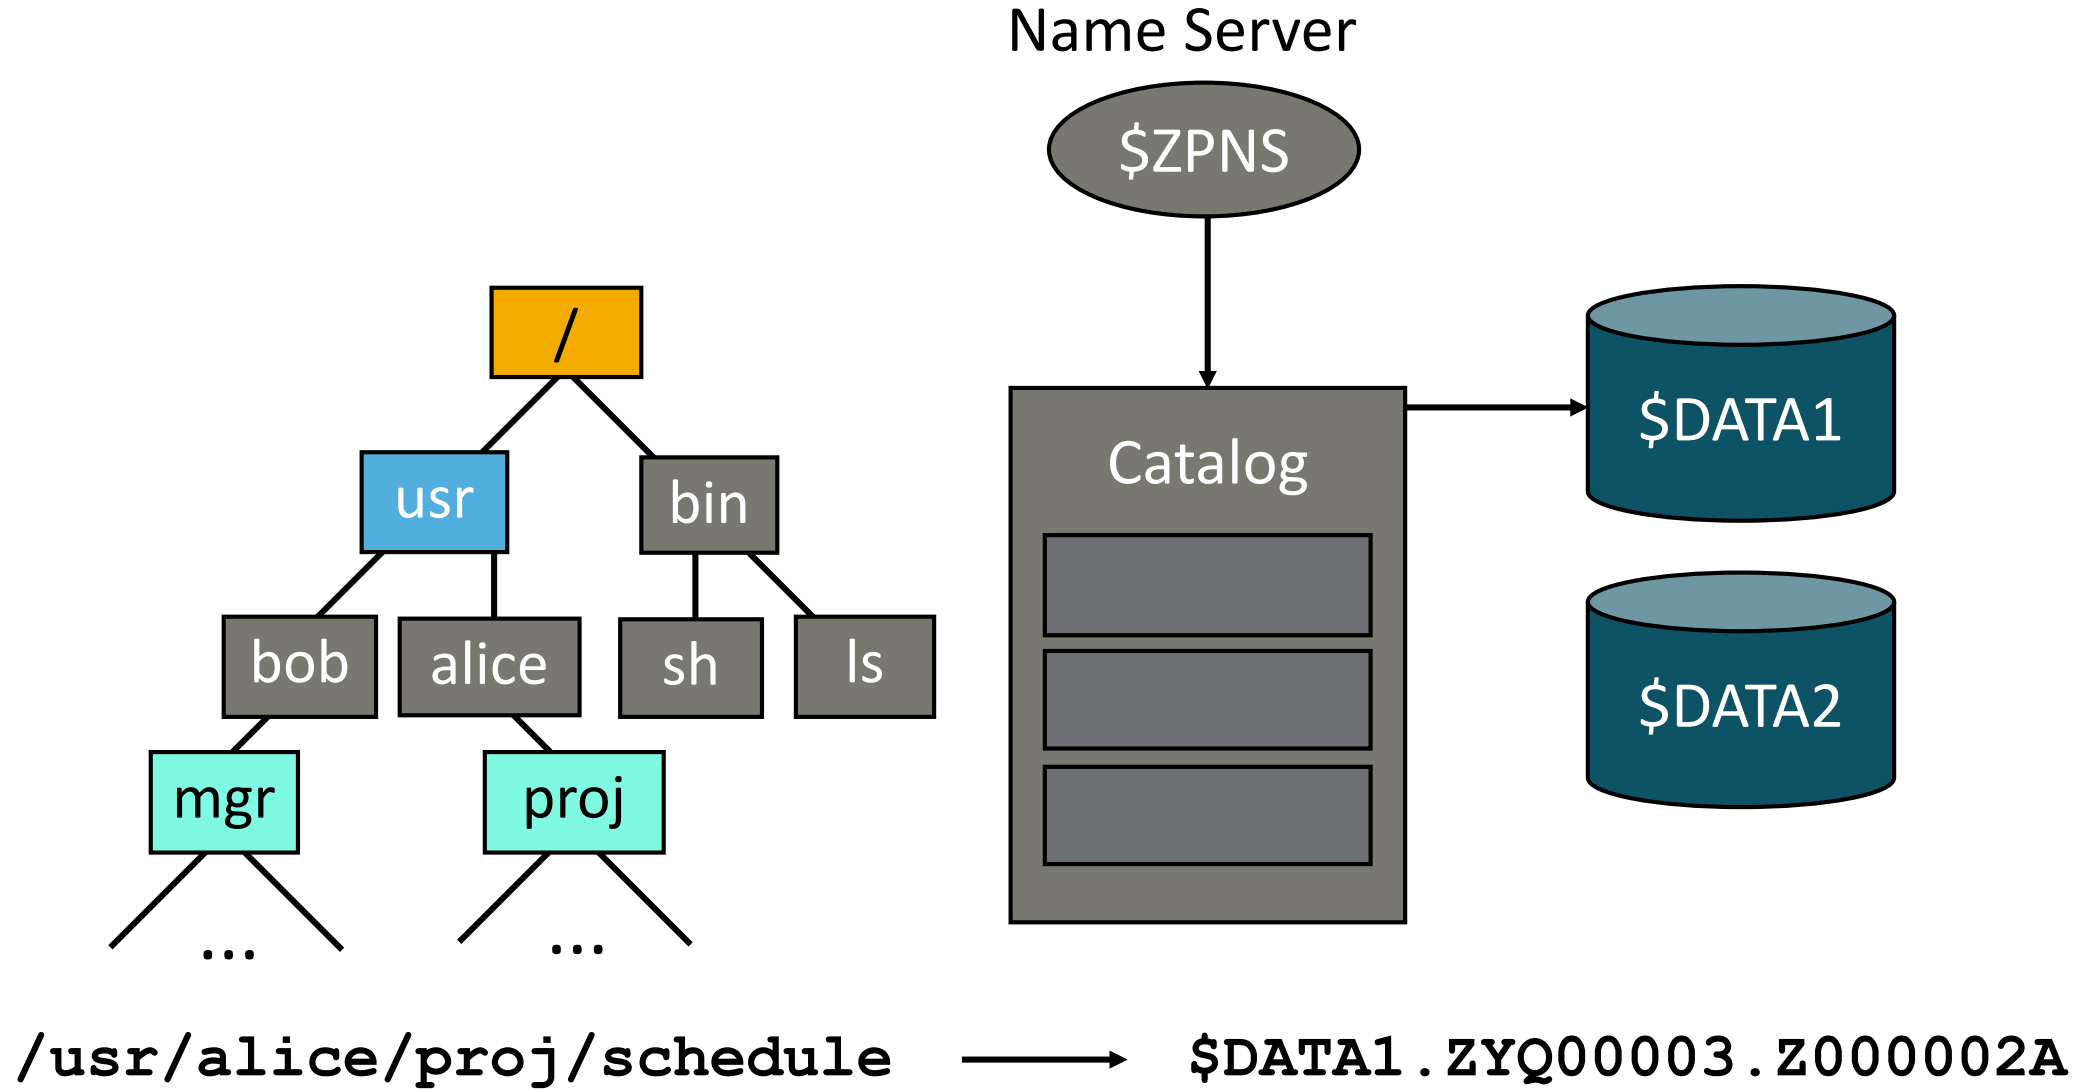 Name Server
$ZPNS
/
usr
bin
bob
alice
sh
ls
mgr
proj
...
...
Catalog
$DATA1
$DATA2
/usr/alice/proj/schedule
$DATA1.ZYQ00003.Z000002A